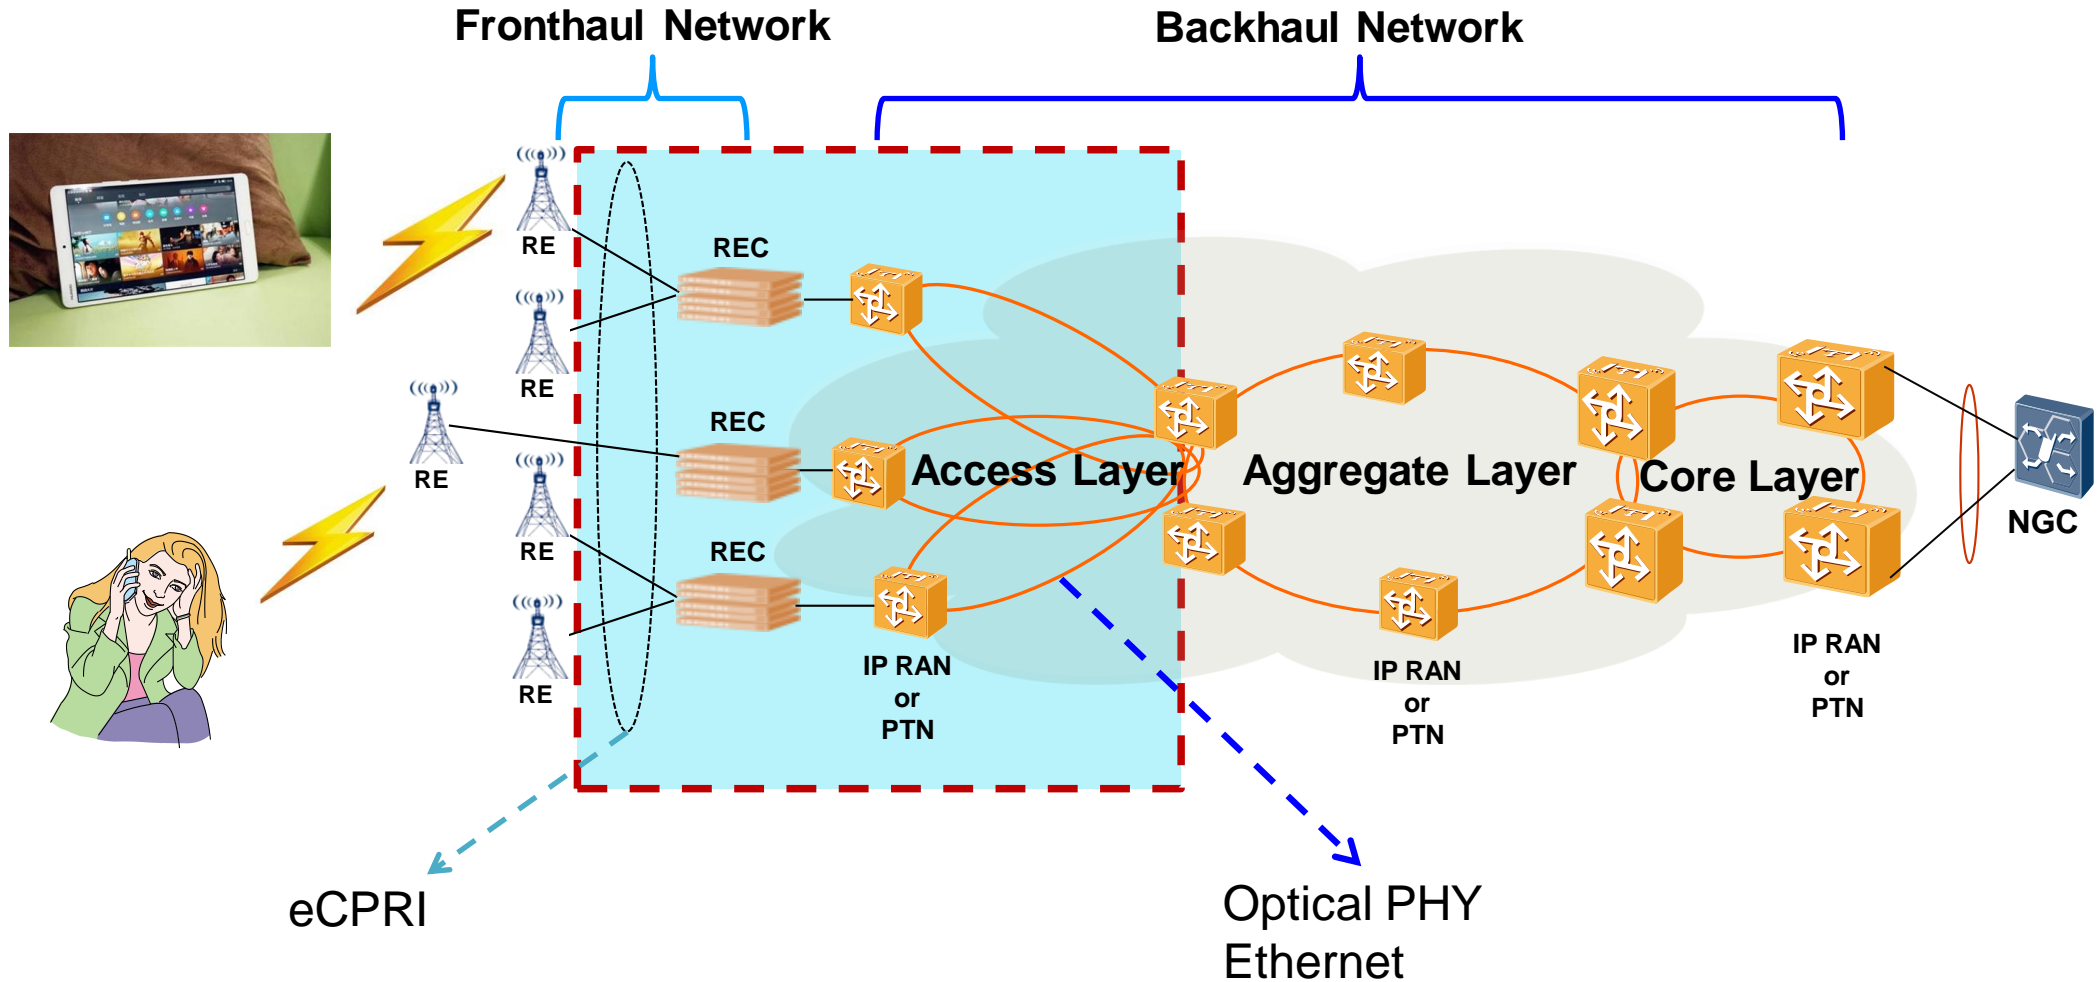 Fronthaul Network
Backhaul Network
RE
REC
RE
REC
RE
RE
REC
RE
Access Layer
Aggregate Layer
Core Layer
NGC
IP RAN
or
PTN
IP RAN
or
PTN
IP RAN
or
PTN
eCPRI
Optical PHY
Ethernet